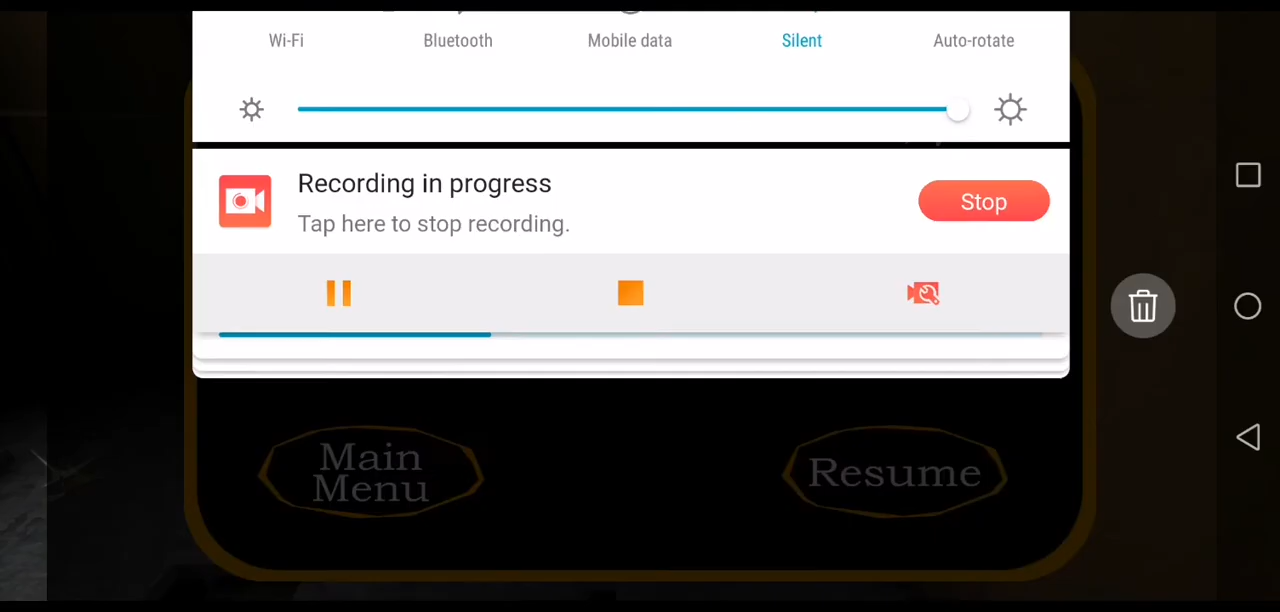 Wi-Fi Bluetooth Mobile data Silent Auto-rotate
Recording in progress
Tap here to stop recording.
Stop
Main
Menu
Resume